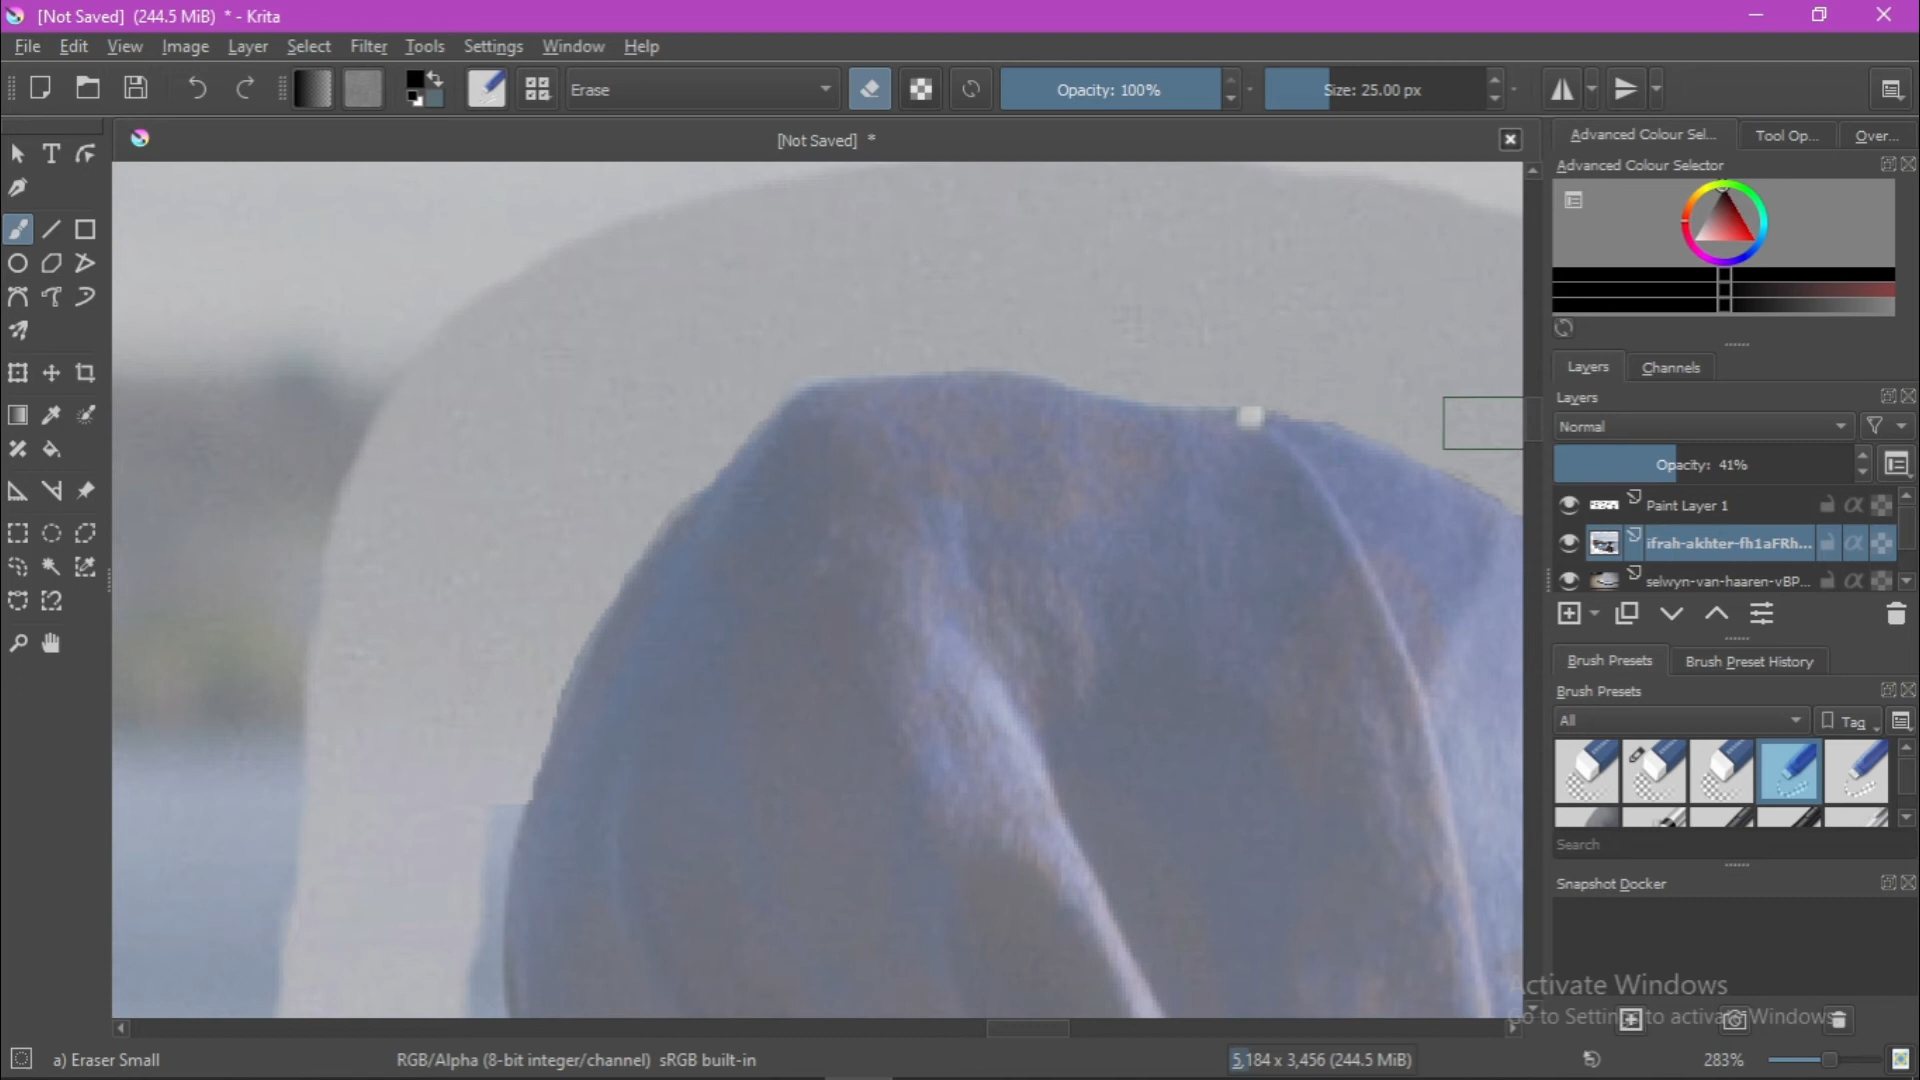 [Not Saved]  (244.5 MiB)  * - Krita
File Edit View Image Layer Select Filter Tools Settings Window Help
Erase Opacity: 100% Size: 25.00 px
[Not Saved]  *
Advanced Colour Sel... Tool Op... Over...
Advanced Colour Selector
Layers Channels
Layers
Normal
Opacity:  41%
Paint Layer 1
ifrah-akhter-fh1aFRh...
selwyn-van-haaren-vBP...
Brush Presets Brush Preset History
Brush Presets
All Tag
Search
Snapshot Docker
Activate Windows
Go to Settings to activate Windows.
a) Eraser Small RGB/Alpha (8-bit integer/channel)  sRGB built-in 5,184 x 3,456 (244.5 MiB) 283%